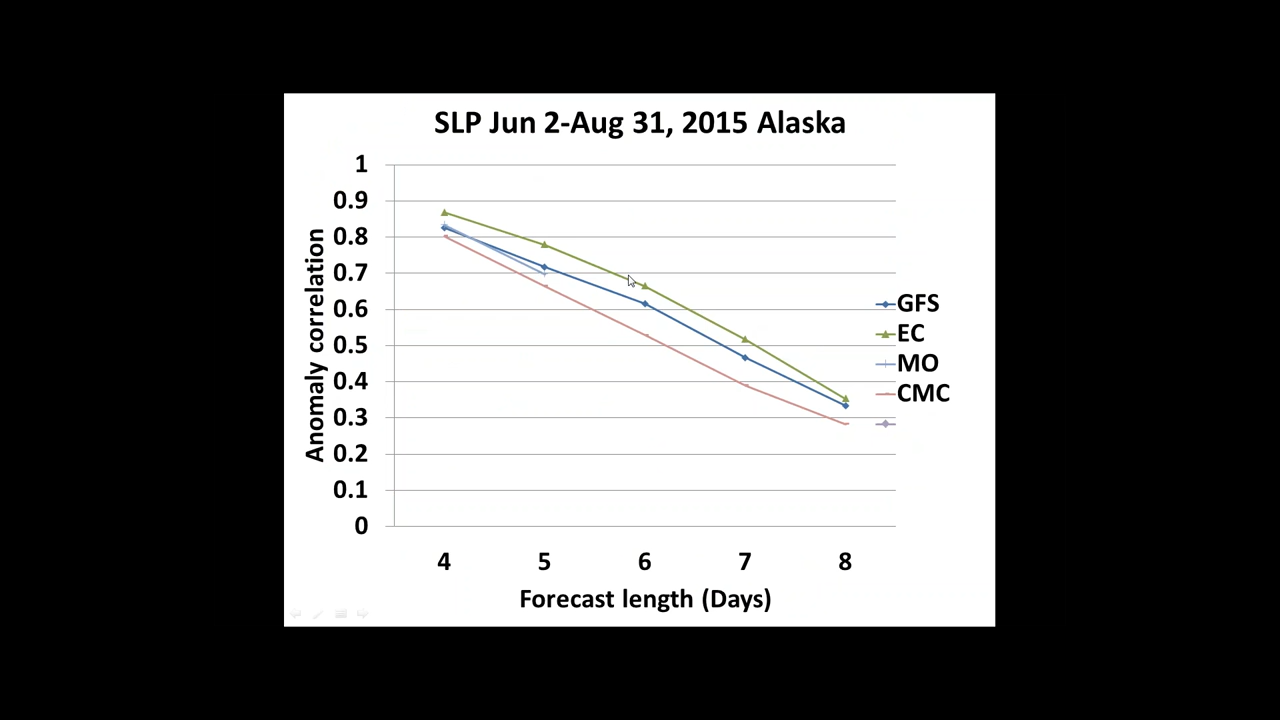 SLP Jun 2-Aug 31, 2015 Alaska
Anomaly correlation
1
0.9
0.8
0.7
0.6
0.5
0.4
0.3
0.2
0.1
0
4 5 6 7 8
Forecast length (Days)
GFS
EC
MO
CMC